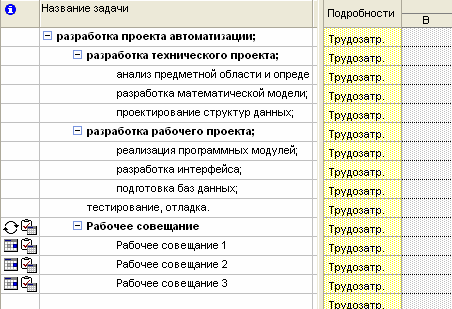 Название задачи Подробности В
разработка проекта автоматизации; Трудозатр.
разработка технического проекта; Трудозатр.
анализ предметной области и опреде Трудозатр.
разработка математической модели; Трудозатр.
проектирование структур данных; Трудозатр.
разработка рабочего проекта; Трудозатр.
реализация программных модулей; Трудозатр.
разработка интерфейса; Трудозатр.
подготовка баз данных; Трудозатр.
тестирование, отладка. Трудозатр.
Рабочее совещание Трудозатр.
Рабочее совещание 1 Трудозатр.
Рабочее совещание 2 Трудозатр.
Рабочее совещание 3 Трудозатр.
Трудозатр.